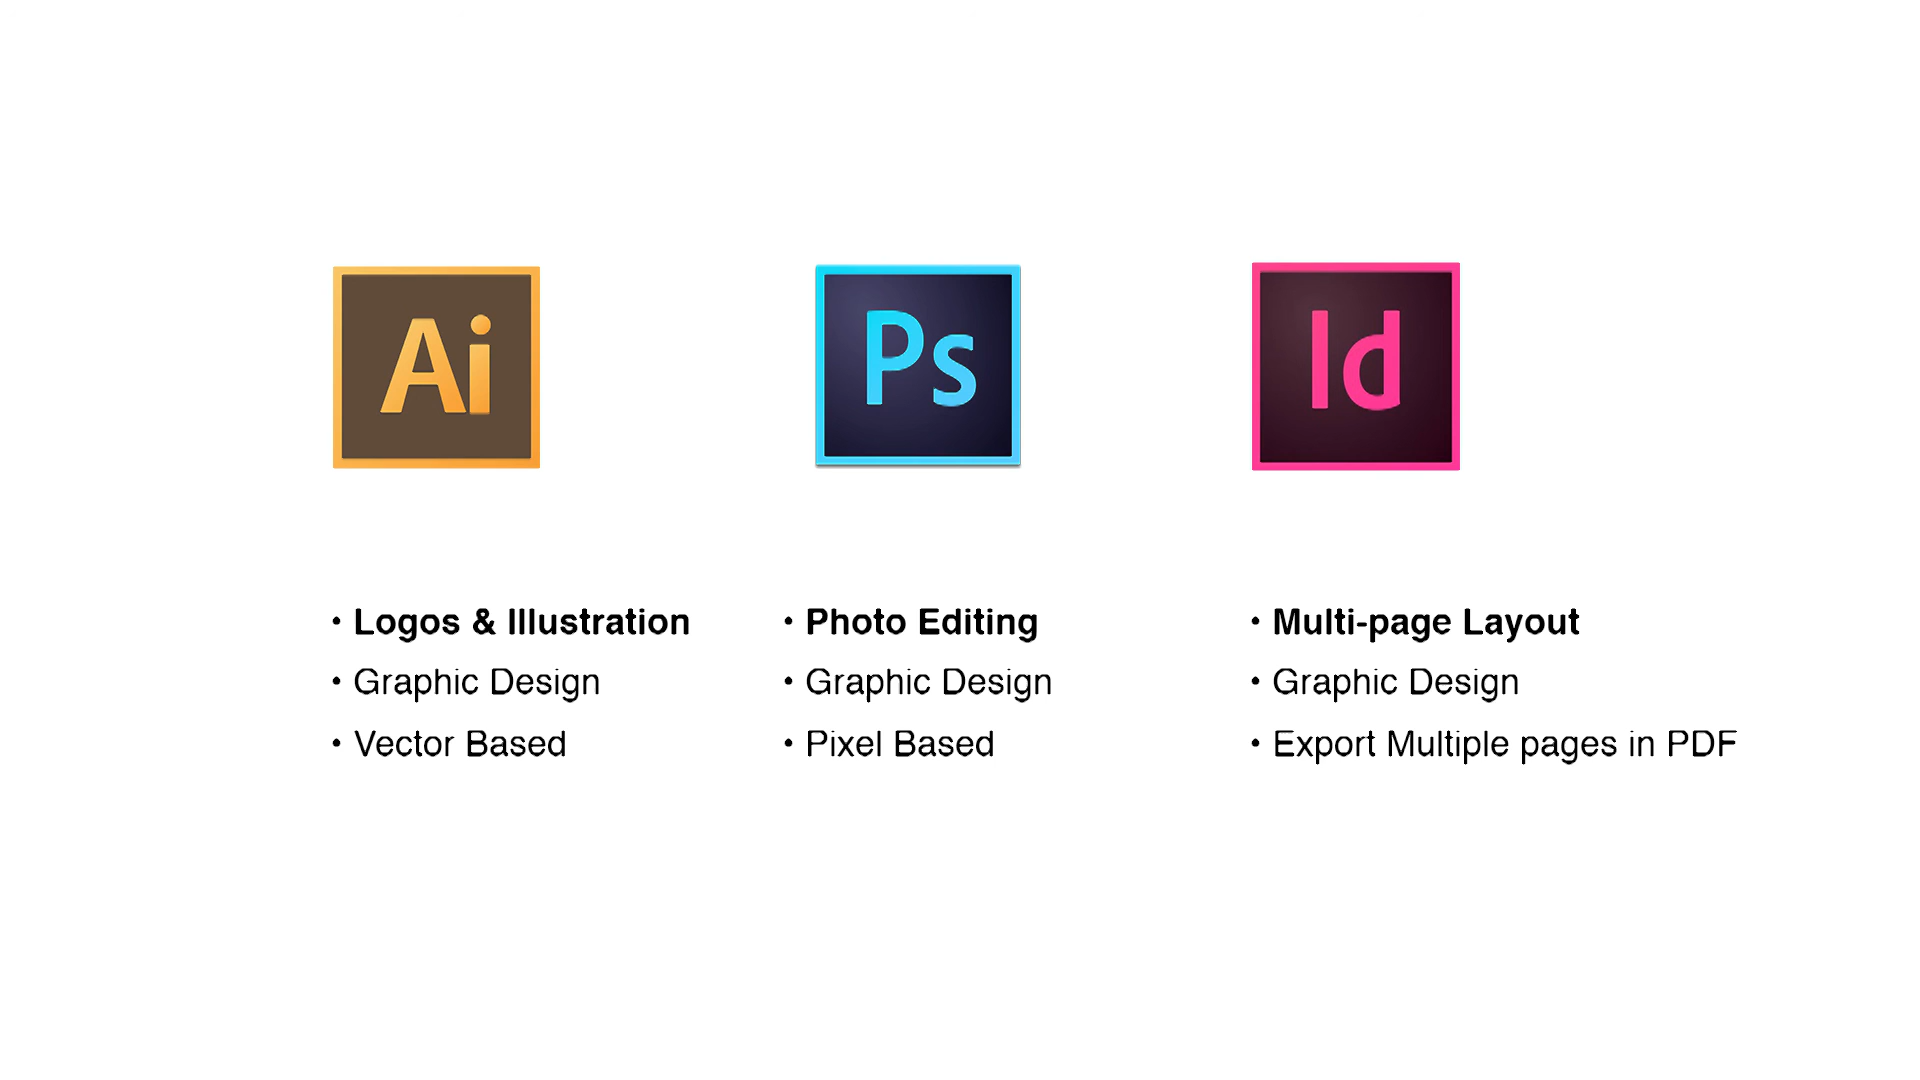 Ai
Ps
Id
• Logos & Illustration
• Graphic Design
• Vector Based
• Photo Editing
• Graphic Design
• Pixel Based
• Multi-page Layout
• Graphic Design
• Export Multiple pages in PDF